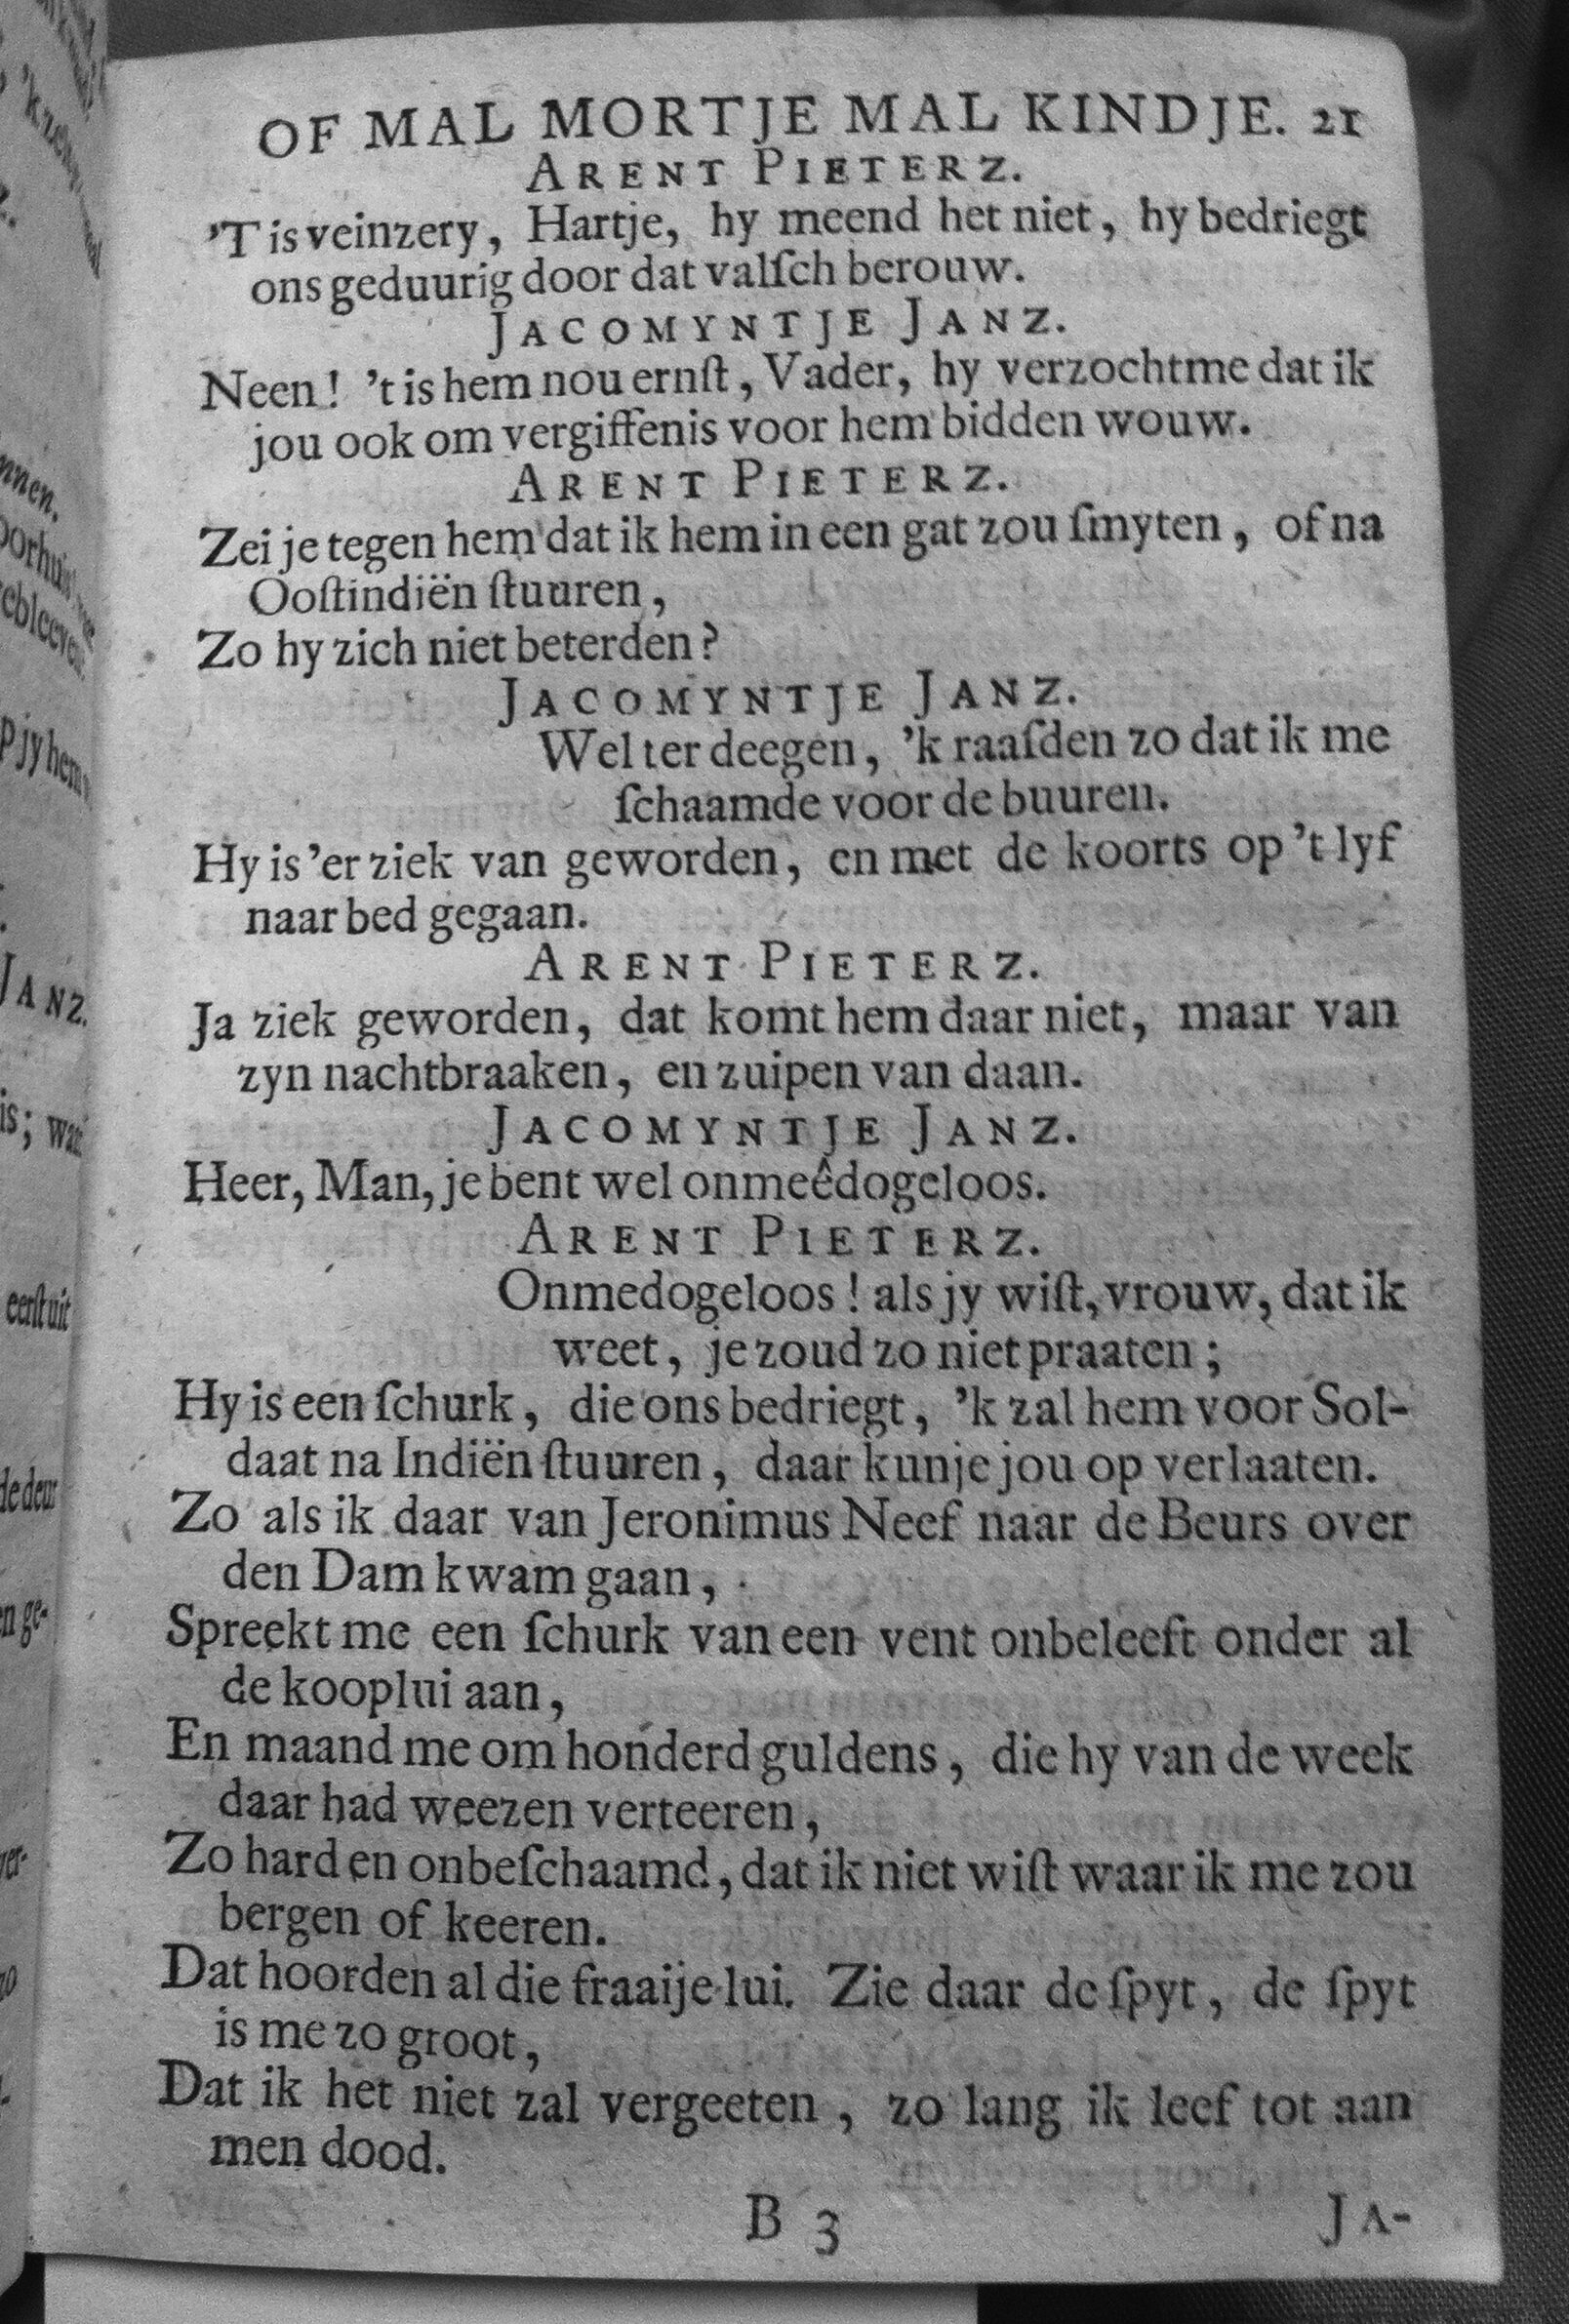 OF MAL MORTJE MAL KINDJE. 21
ARENT PIETERZ.
'T is veinzery, Hartje, hy meend het niet, hy bedriegt
ons geduurig door dat valſch berouw.
JACOMYNTJE JANZ.
Neen! 't is hem nou ernſt, Vader, hy verzochtme dat ik
jou ook om vergiffenis voor hem bidden wouw.
ARENT PIETERZ.
Zei je tegen hem dat ik hem in een gat zou ſmyten, of na
Ooſtindiën ſtuuren,
Zo hy zich niet beterden?
JACOMYNTJE JANZ.
Wel ter deegen, 'k raaſden zo dat ik me
ſchaamde voor de buuren.
Hy is 'er ziek van geworden, en met de koorts op 't lyf
naar bed gegaan.
ARENT PIETERZ.
Ja ziek geworden, dat komt hem daar niet, maar van
zyn nachtbraaken, en zuipen van daan.
JACOMYNTJE JANZ.
Heer, Man, je bent wel onmeêdogeloos.
ARENT PIETERZ.
Onmedogeloos! als jy wiſt, vrouw, dat ik
weet, je zoud zo niet praaten;
Hy is een ſchurk, die ons bedriegt, 'k zal hem voor Sol-
daat na Indiën ſtuuren, daar kunje jou op verlaaten.
Zo als ik daar van Jeronimus Neef naar de Beurs over
den Dam kwam gaan,
Spreekt me een ſchurk van een vent onbeleeft onder al
de kooplui aan,
En maand me om honderd guldens, die hy van de week
daar had weezen verteeren,
Zo hard en onbeſchaamd, dat ik niet wiſt waar ik me zou
bergen of keeren.
Dat hoorden al die fraaije lui. Zie daar de ſpyt, de ſpyt
is me zo groot,
Dat ik het niet zal vergeeten, zo lang ik leef tot aan
men dood.
B 3 JA-